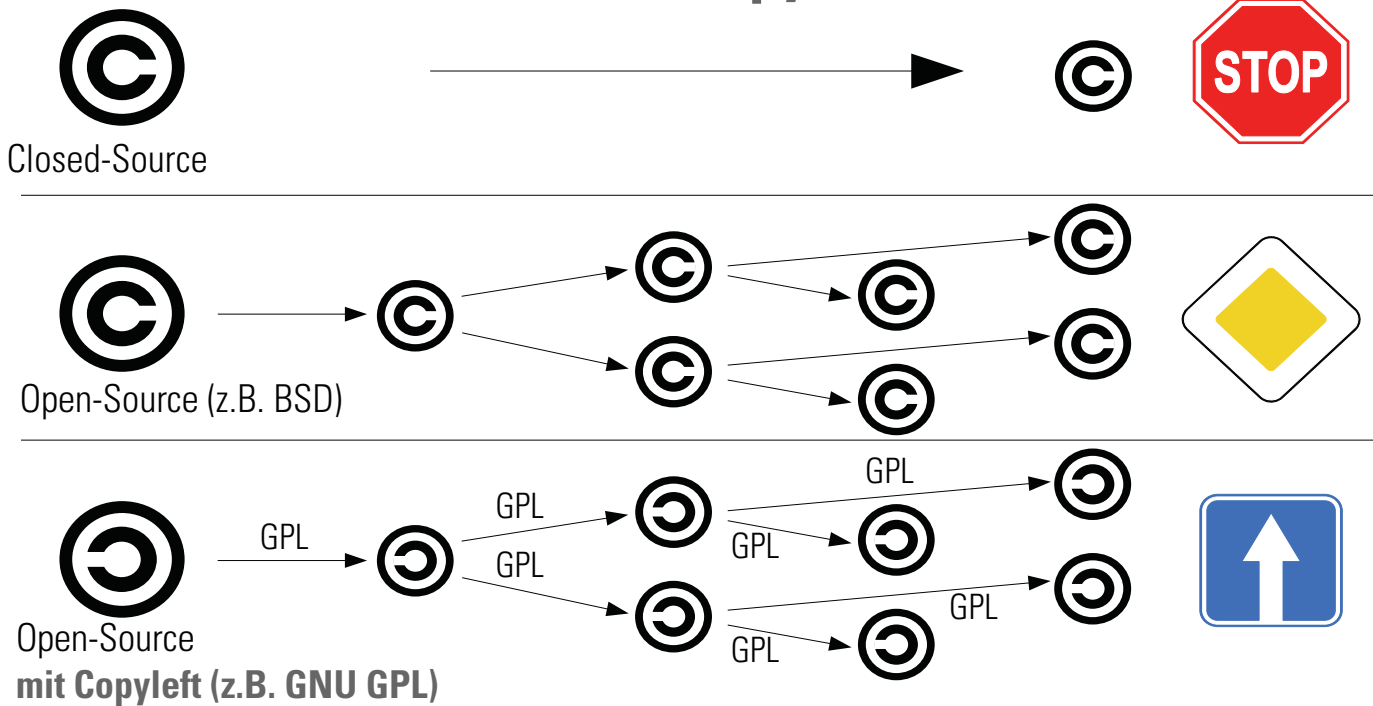 STOP
Closed-Source
Open-Source (z.B. BSD)
GPL
GPL
GPL
GPL
GPL
GPL
GPL
Open-Source
mit Copyleft (z.B. GNU GPL)